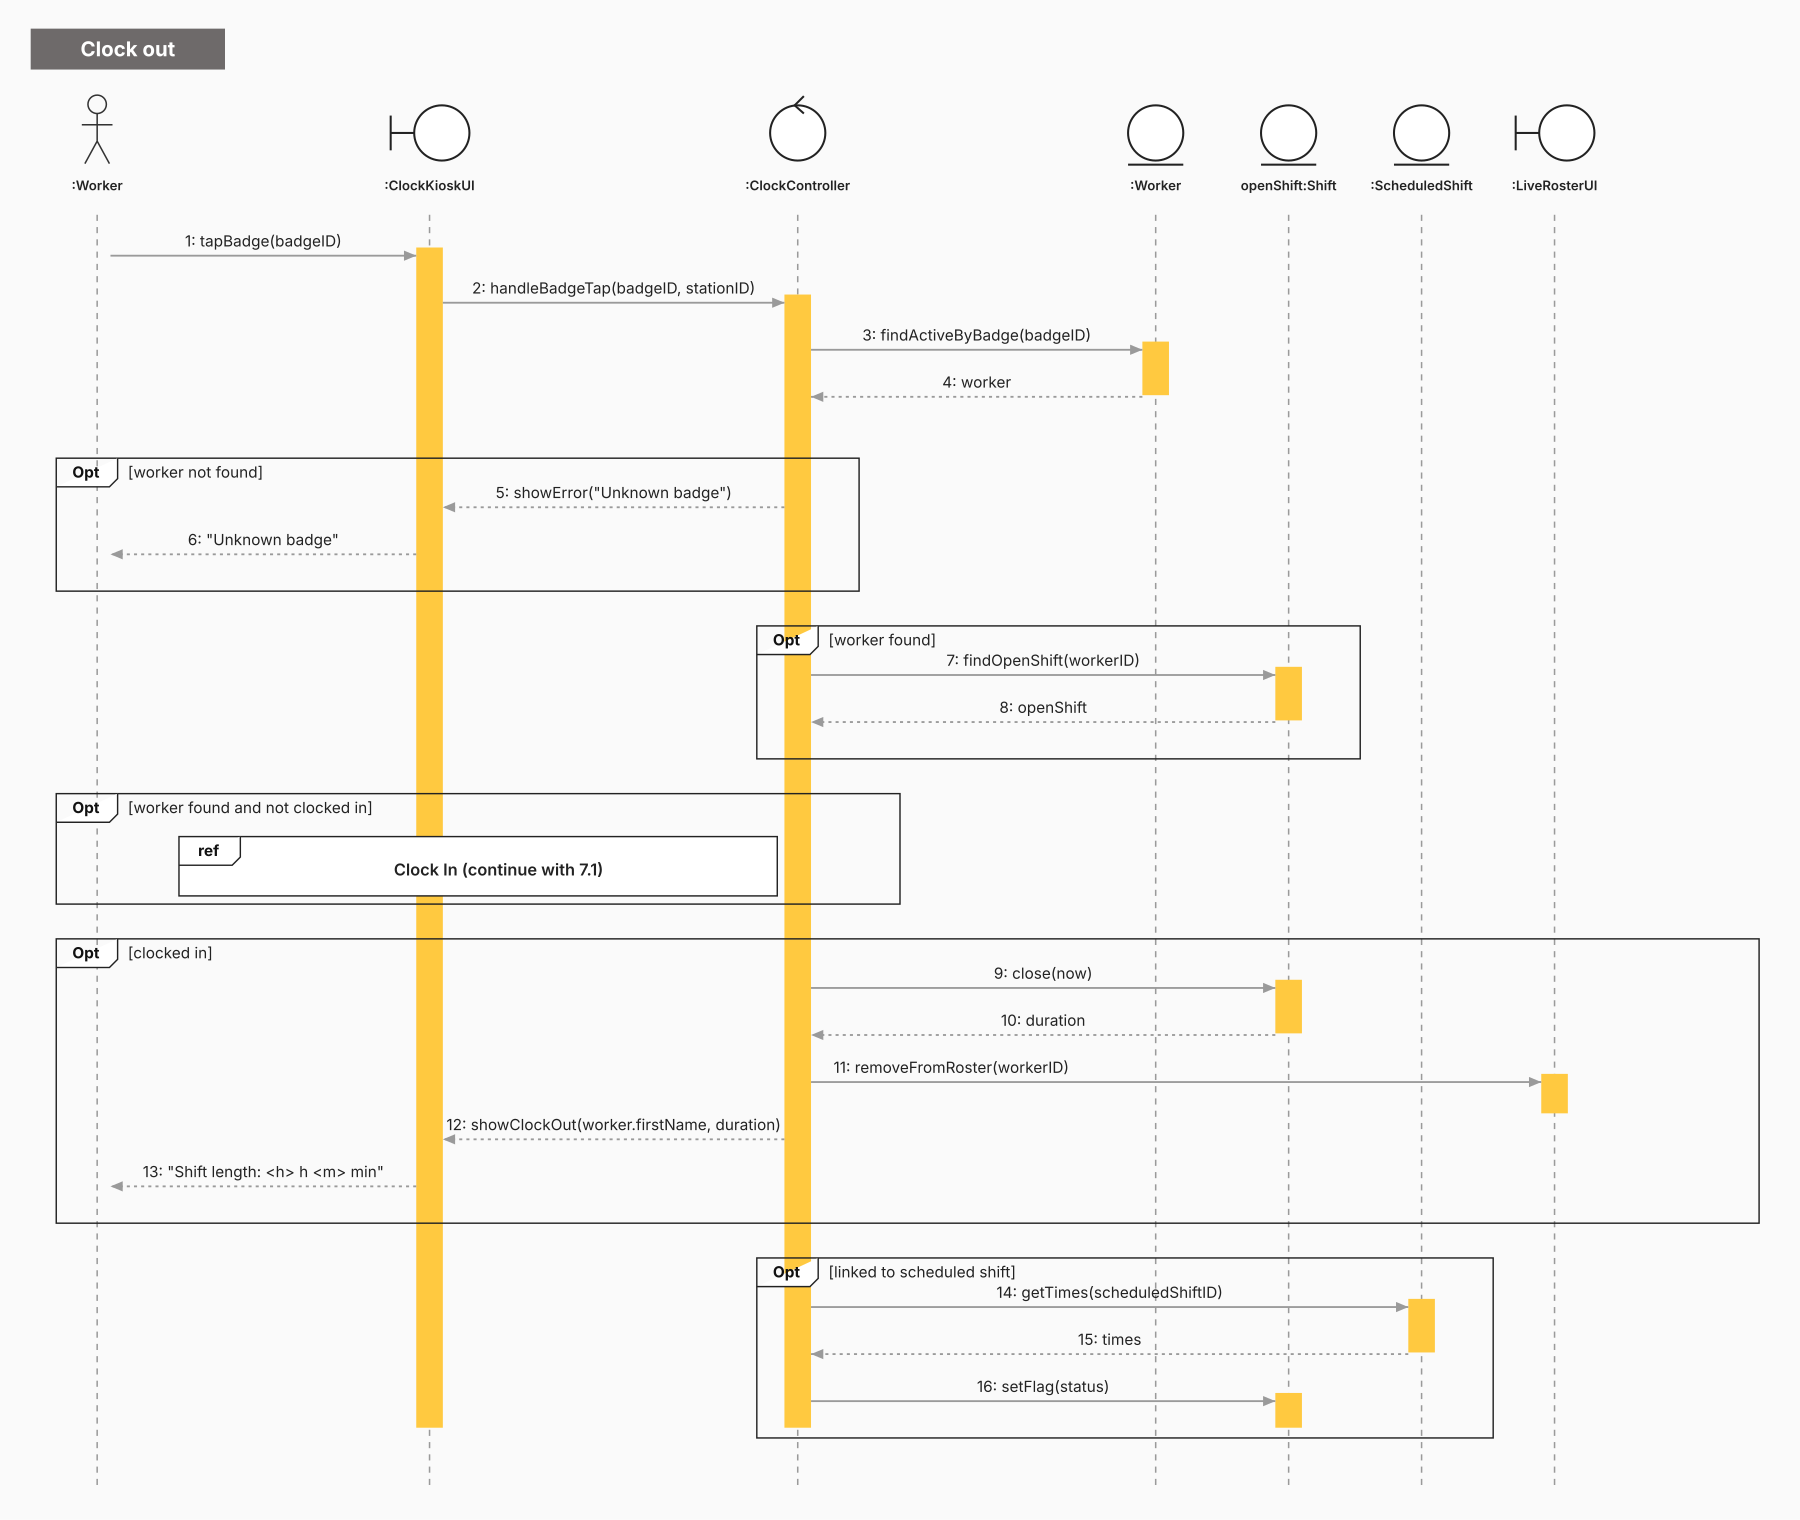 Clock out
:Worker
:ClockKioskUI
:ClockController
:Worker
openShift:Shift
:ScheduledShift
:LiveRosterUI
1: tapBadge(badgeID)
2: handleBadgeTap(badgeID, stationID)
3: findActiveByBadge(badgeID)
4: worker
Opt [worker not found]
5: showError("Unknown badge")
6: "Unknown badge"
Opt [worker found]
7: findOpenShift(workerID)
8: openShift
Opt [worker found and not clocked in]
ref
Clock In (continue with 7.1)
Opt [clocked in]
9: close(now)
10: duration
11: removeFromRoster(workerID)
12: showClockOut(worker.firstName, duration)
13: "Shift length: <h> h <m> min"
Opt [linked to scheduled shift]
14: getTimes(scheduledShiftID)
15: times
16: setFlag(status)